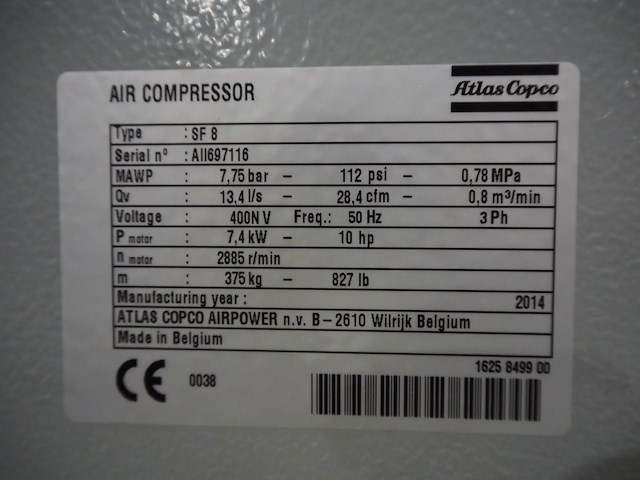 AIR COMPRESSOR
Atlas Copco
Type : SF 8
Serial nº : AII697116
MAWP : 7,75 bar – 112 psi – 0,78 MPa
Qv : 13,4 l/s – 28,4 cfm – 0,8 m³/min
Voltage : 400N V Freq.: 50 Hz 3 Ph
P motor : 7,4 kW – 10 hp
n motor : 2885 r/min
m : 375 kg – 827 lb
Manufacturing year : 2014
ATLAS COPCO AIRPOWER n.v. B – 2610 Wilrijk Belgium
Made in Belgium
CE 0038
1625 8499 00